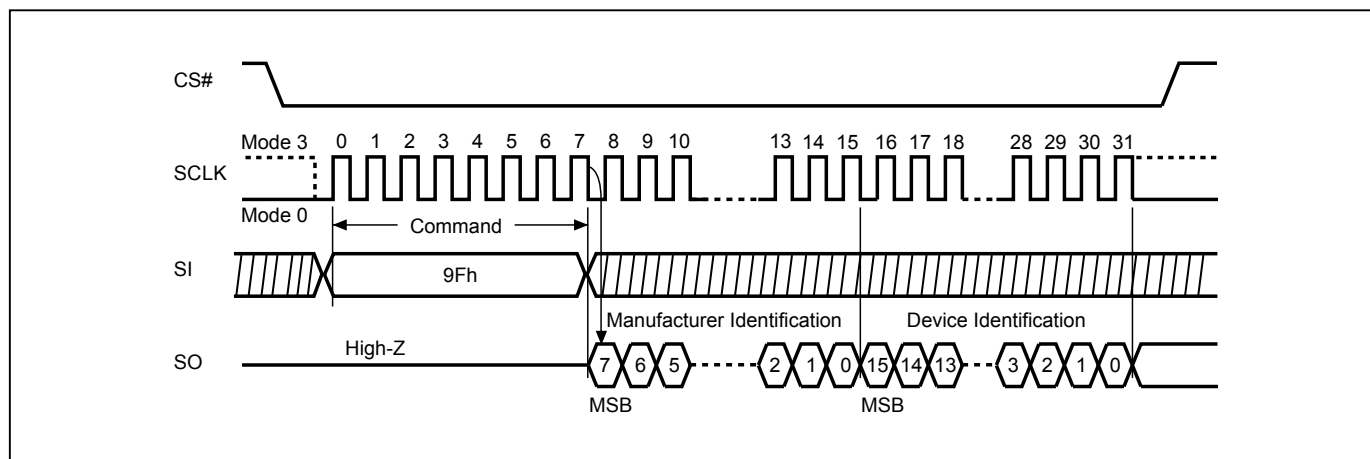 CS#
Mode 3 0 1 2 3 4 5 6 7 8 9 10 13 14 15 16 17 18 28 29 30 31
SCLK
Mode 0
Command
SI 9Fh
Manufacturer Identification Device Identification
High-Z
SO 7 6 5 2 1 0 15 14 13 3 2 1 0
MSB MSB